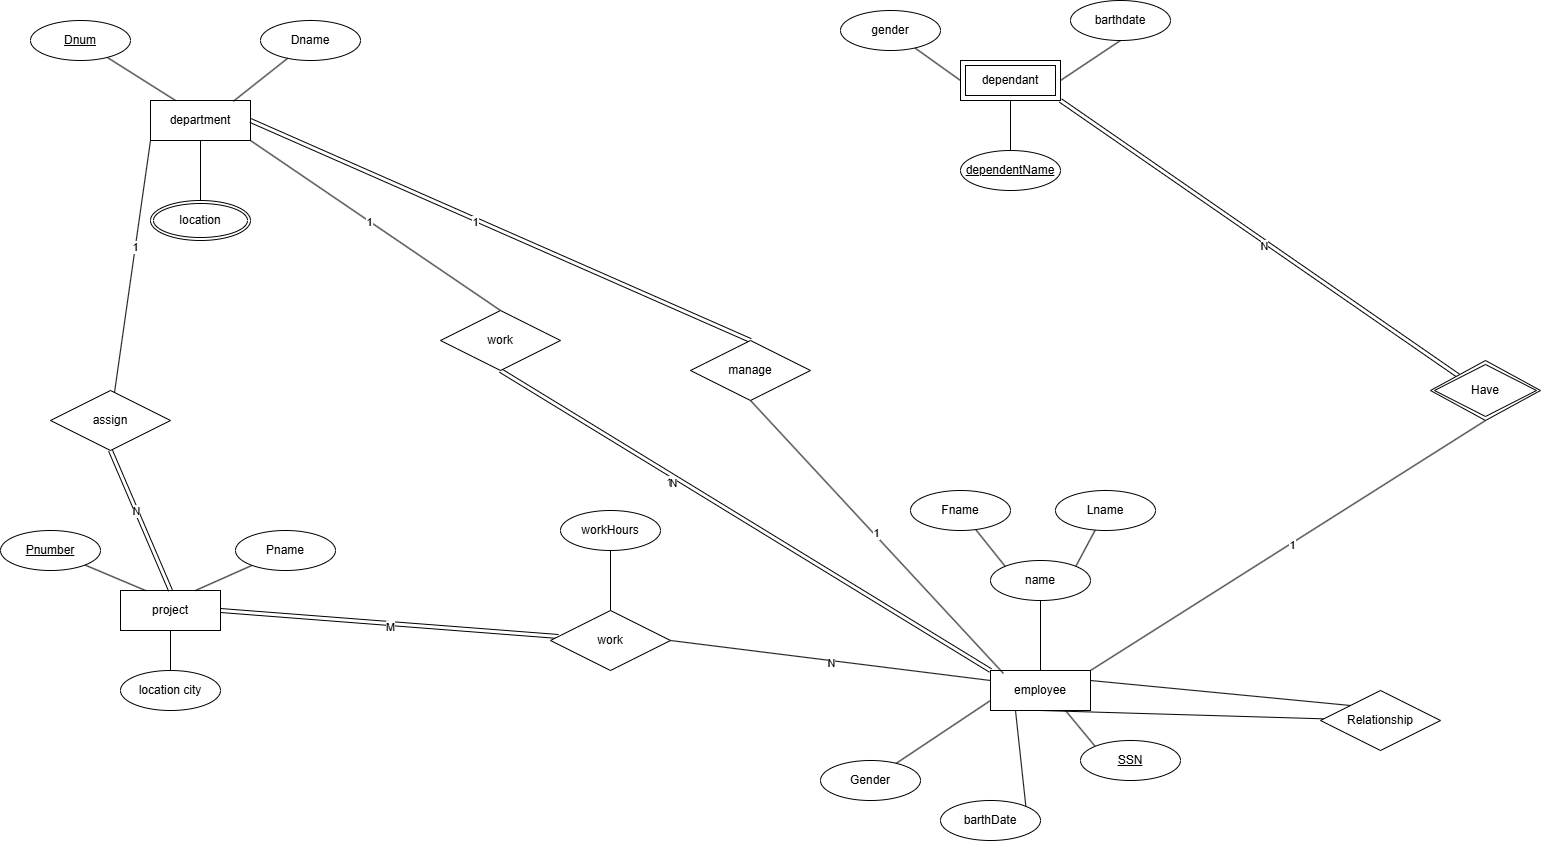 Dnum
Dname
gender
barthdate
department
dependant
dependentName
location
1
1
1
N
work
manage
Have
assign
N
N
1
1
Fname
Lname
workHours
Pnumber
Pname
name
project
M
work
N
employee
location city
Relationship
Gender
SSN
barthDate